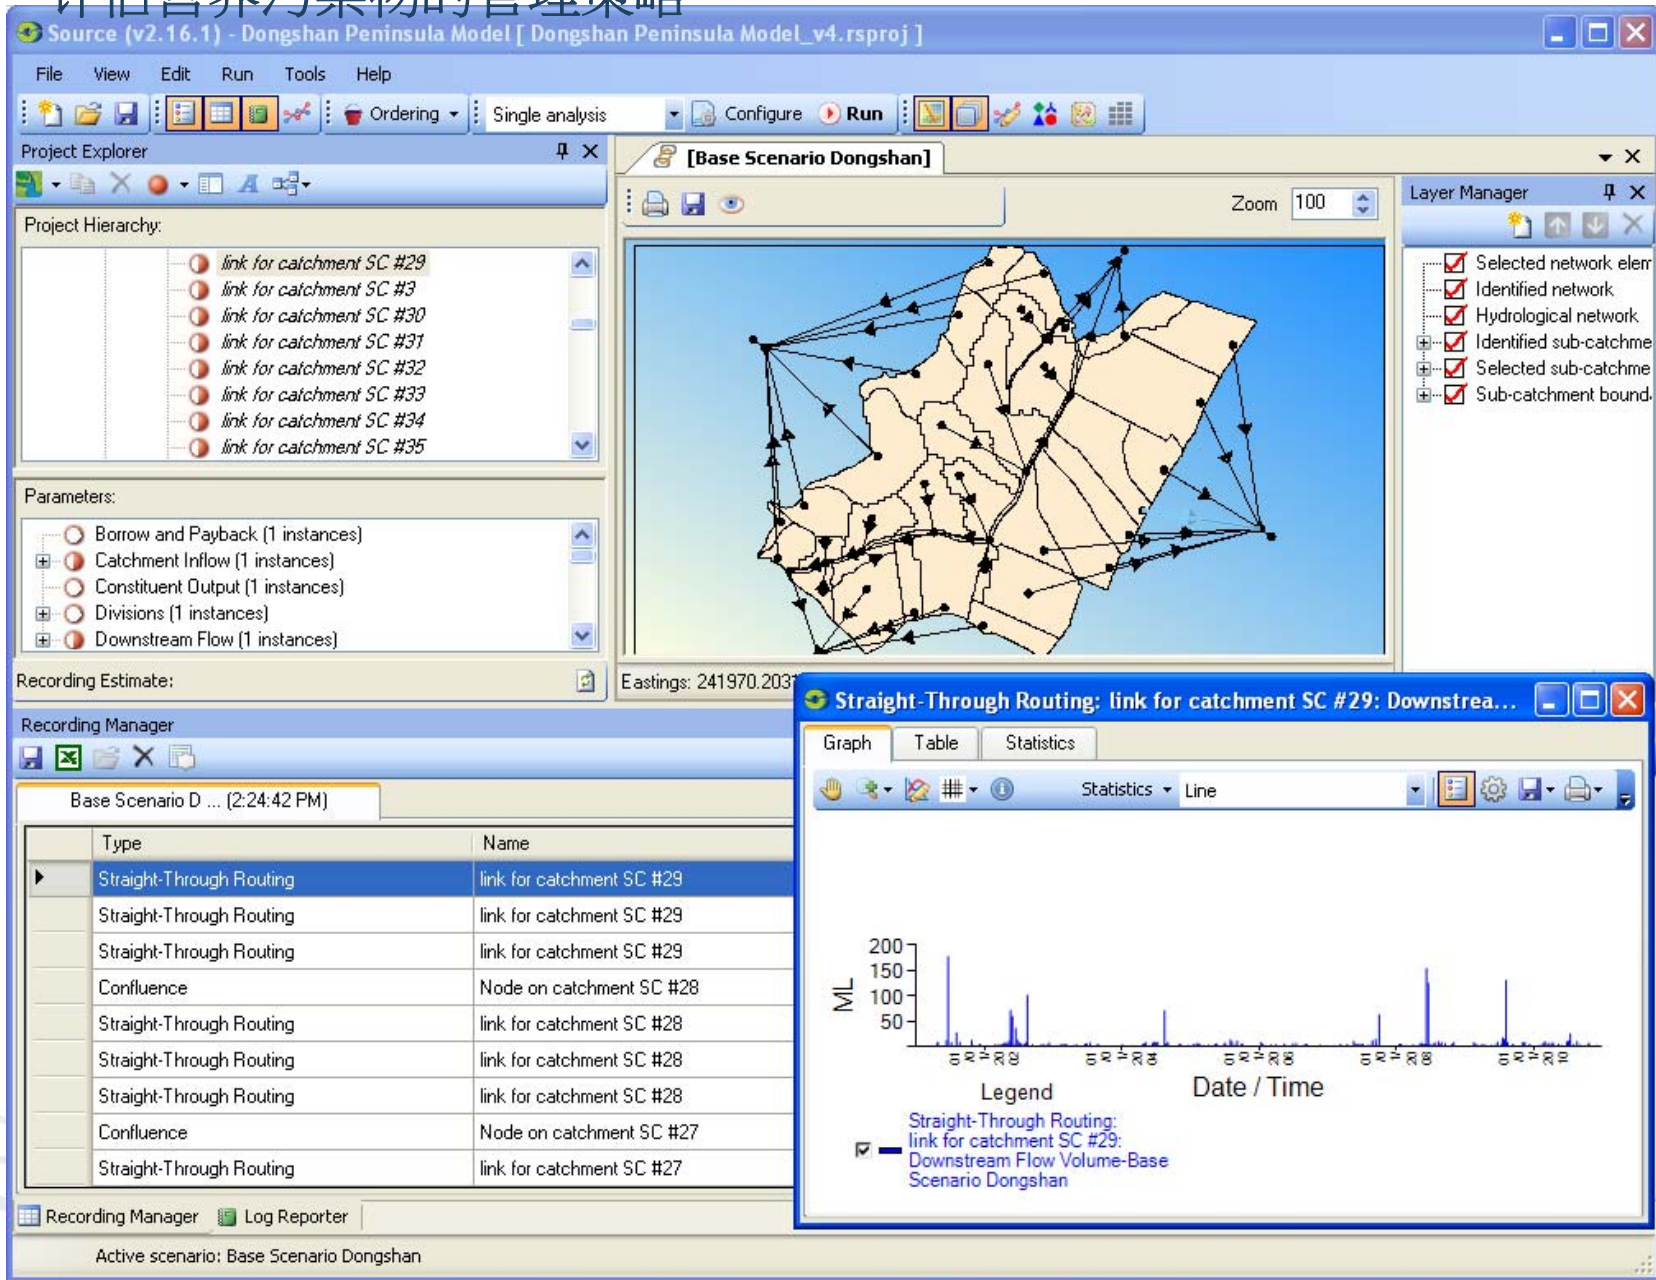 评估营养污染物的管理策略
Source (v2.16.1) - Dongshan Peninsula Model [ Dongshan Peninsula Model_v4.rsproj ]
File View Edit Run Tools Help
Ordering Single analysis Configure Run
Project Explorer
[Base Scenario Dongshan]
Zoom 100
Layer Manager
Project Hierarchy:
link for catchment SC #29
link for catchment SC #3
link for catchment SC #30
link for catchment SC #31
link for catchment SC #32
link for catchment SC #33
link for catchment SC #34
link for catchment SC #35
Selected network elem
Identified network
Hydrological network
Identified sub-catchme
Selected sub-catchme
Sub-catchment bound
Parameters:
Borrow and Payback (1 instances)
Catchment Inflow (1 instances)
Constituent Output (1 instances)
Divisions (1 instances)
Downstream Flow (1 instances)
Recording Estimate:
Eastings: 241970.203
Recording Manager
Base Scenario D ... (2:24:42 PM)
Type Name
Straight-Through Routing link for catchment SC #29
Straight-Through Routing link for catchment SC #29
Straight-Through Routing link for catchment SC #29
Confluence Node on catchment SC #28
Straight-Through Routing link for catchment SC #28
Straight-Through Routing link for catchment SC #28
Straight-Through Routing link for catchment SC #28
Confluence Node on catchment SC #27
Straight-Through Routing link for catchment SC #27
Recording Manager Log Reporter
Active scenario: Base Scenario Dongshan
Straight-Through Routing: link for catchment SC #29: Downstrea...
Graph Table Statistics
Statistics Line
200
150
100
50
ML
Date / Time
Legend
Straight-Through Routing:
link for catchment SC #29:
Downstream Flow Volume-Base
Scenario Dongshan